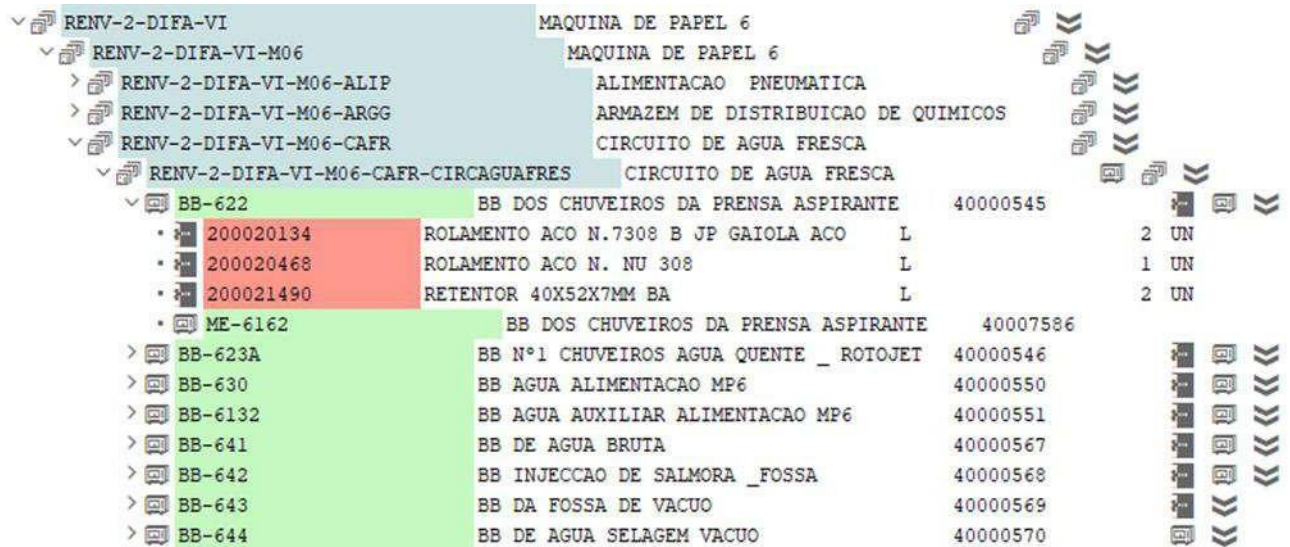 RENV-2-DIFA-VI MAQUINA DE PAPEL 6
RENV-2-DIFA-VI-M06 MAQUINA DE PAPEL 6
RENV-2-DIFA-VI-M06-ALIP ALIMENTACAO PNEUMATICA
RENV-2-DIFA-VI-M06-ARGG ARMAZEM DE DISTRIBUICAO DE QUIMICOS
RENV-2-DIFA-VI-M06-CAFR CIRCUITO DE AGUA FRESCA
RENV-2-DIFA-VI-M06-CAFR-CIRCAGUAFRES CIRCUITO DE AGUA FRESCA
BB-622 BB DOS CHUVEIROS DA PRENSA ASPIRANTE 40000545
200020134 ROLAMENTO ACO N.7308 B JP GAIOLA ACO L 2 UN
200020468 ROLAMENTO ACO N. NU 308 L 1 UN
200021490 RETENTOR 40X52X7MM BA L 2 UN
ME-6162 BB DOS CHUVEIROS DA PRENSA ASPIRANTE 40007586
BB-623A BB Nº1 CHUVEIROS AGUA QUENTE _ ROTOJET 40000546
BB-630 BB AGUA ALIMENTACAO MP6 40000550
BB-6132 BB AGUA AUXILIAR ALIMENTACAO MP6 40000551
BB-641 BB DE AGUA BRUTA 40000567
BB-642 BB INJECCAO DE SALMORA _FOSSA 40000568
BB-643 BB DA FOSSA DE VACUO 40000569
BB-644 BB DE AGUA SELAGEM VACUO 40000570